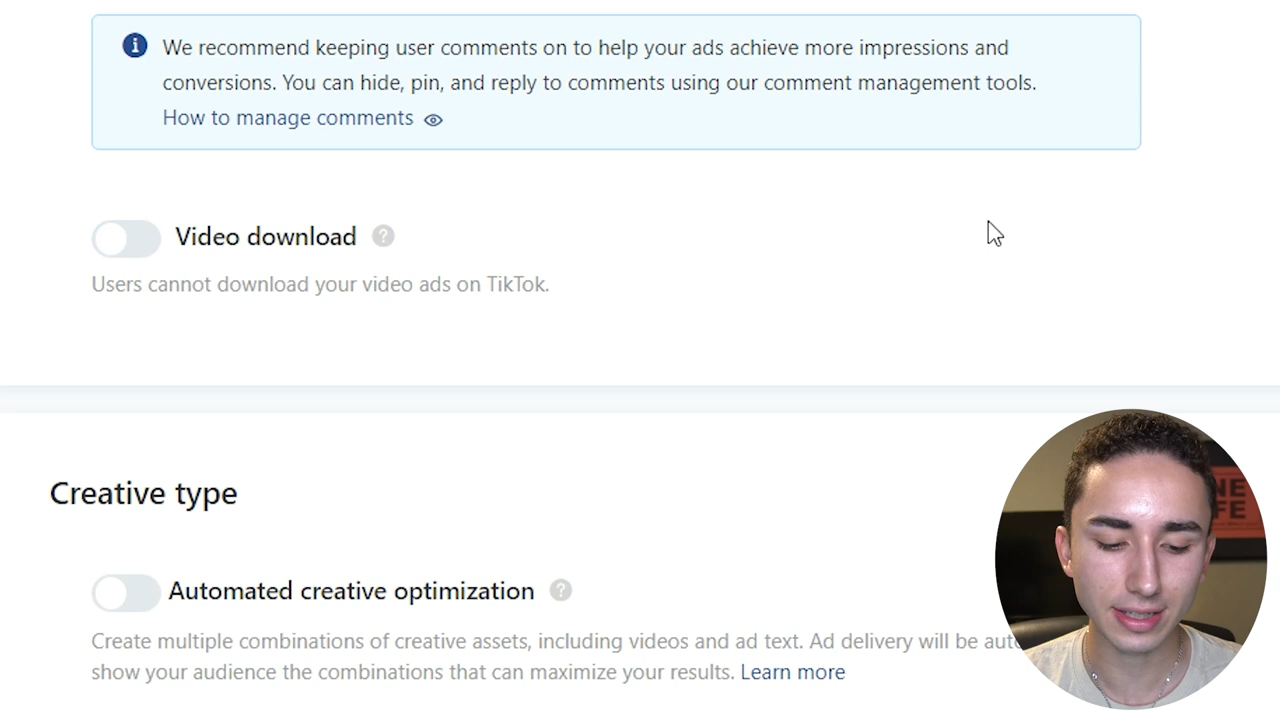 We recommend keeping user comments on to help your ads achieve more impressions and
conversions. You can hide, pin, and reply to comments using our comment management tools.
How to manage comments
Video download ?
Users cannot download your video ads on TikTok.
Creative type
Automated creative optimization ?
Create multiple combinations of creative assets, including videos and ad text. Ad delivery will be
show your audience the combinations that can maximize your results. Learn more